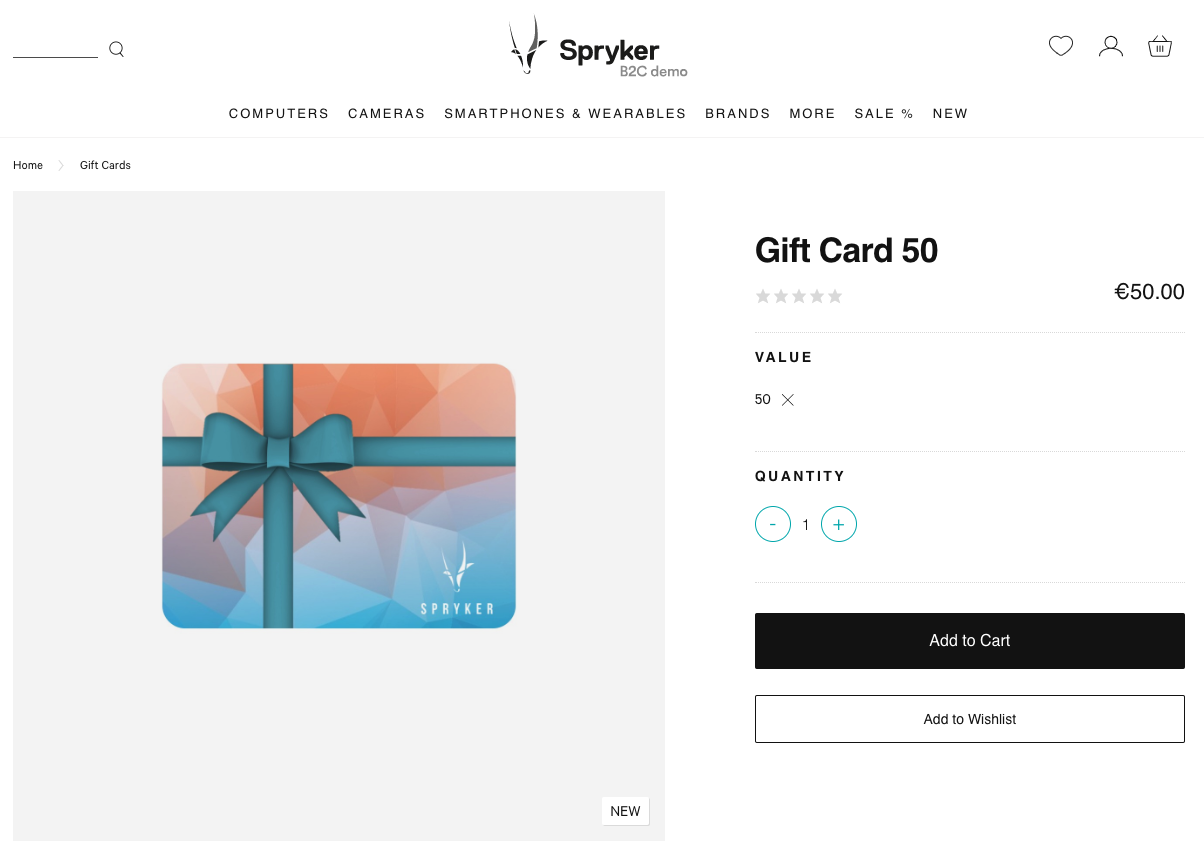 Spryker
B2C demo
COMPUTERS CAMERAS SMARTPHONES & WEARABLES BRANDS MORE SALE % NEW
Home Gift Cards
Gift Card 50
€50.00
VALUE
50
QUANTITY
- 1 +
SPRYKER
Add to Cart
Add to Wishlist
NEW